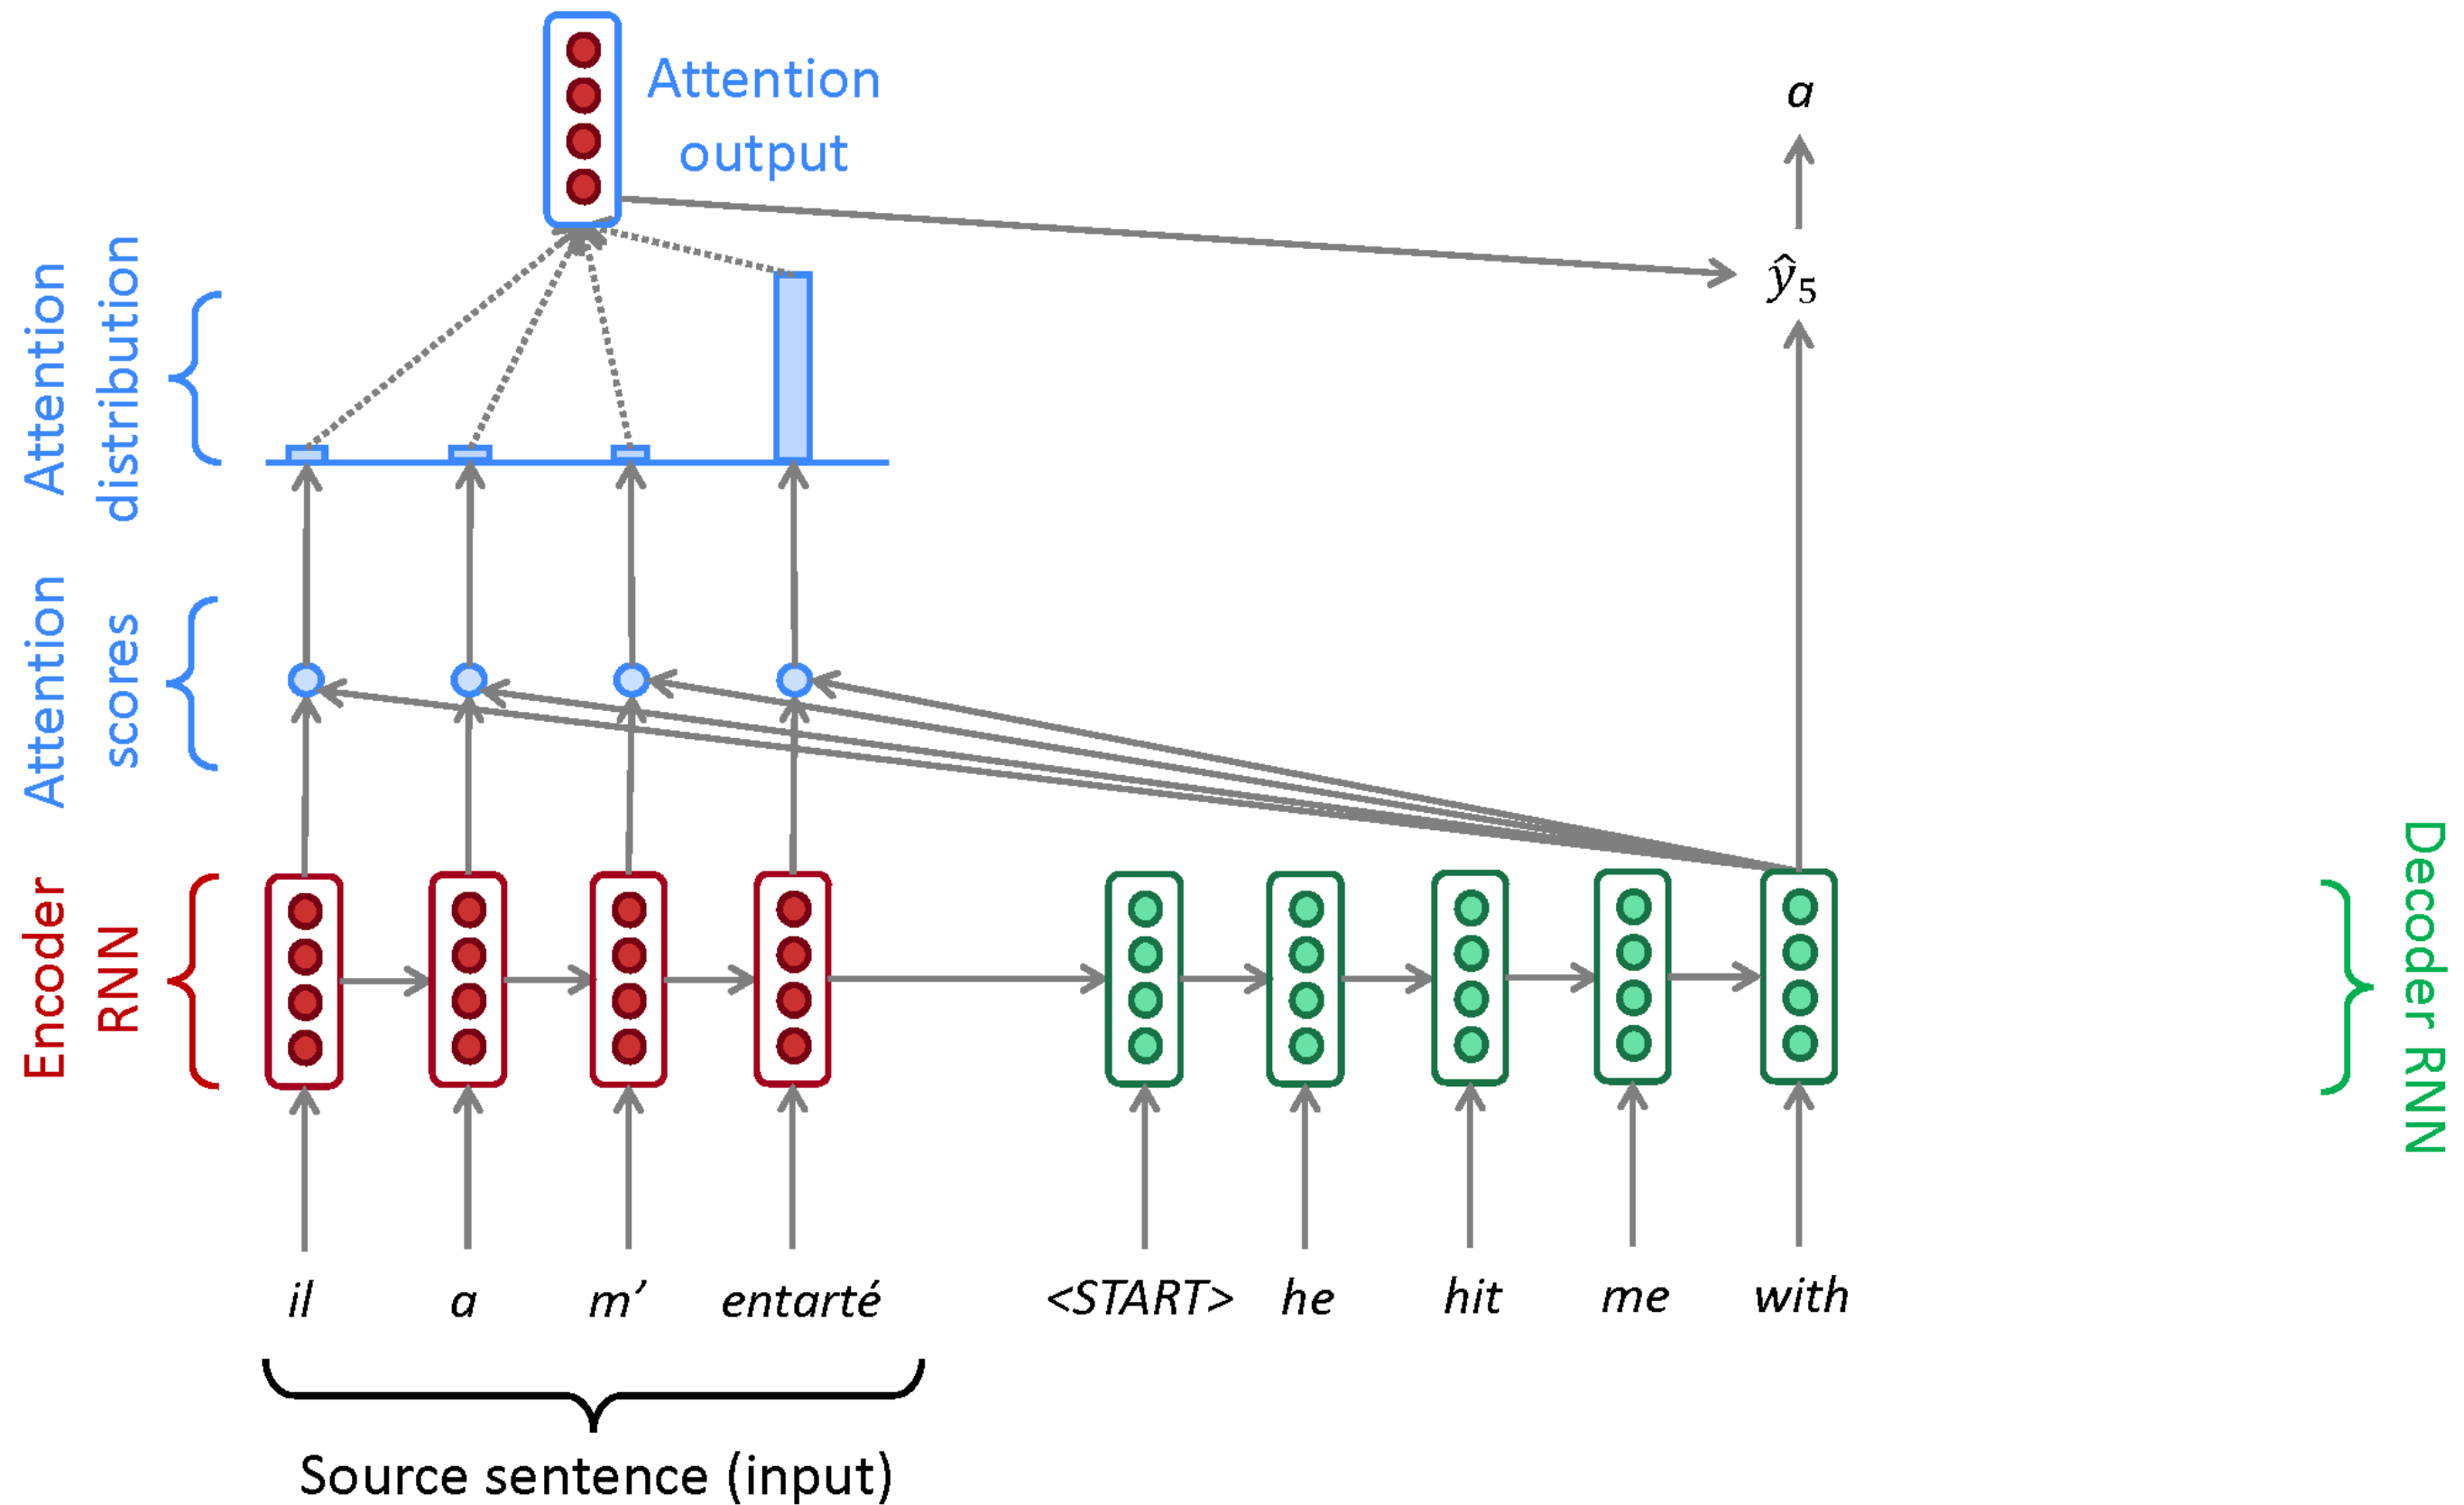 Attention
output
a
ŷ₅
Attention
distribution
Attention
scores
Encoder
RNN
Decoder RNN
il a m’ entarté <START> he hit me with
Source sentence (input)